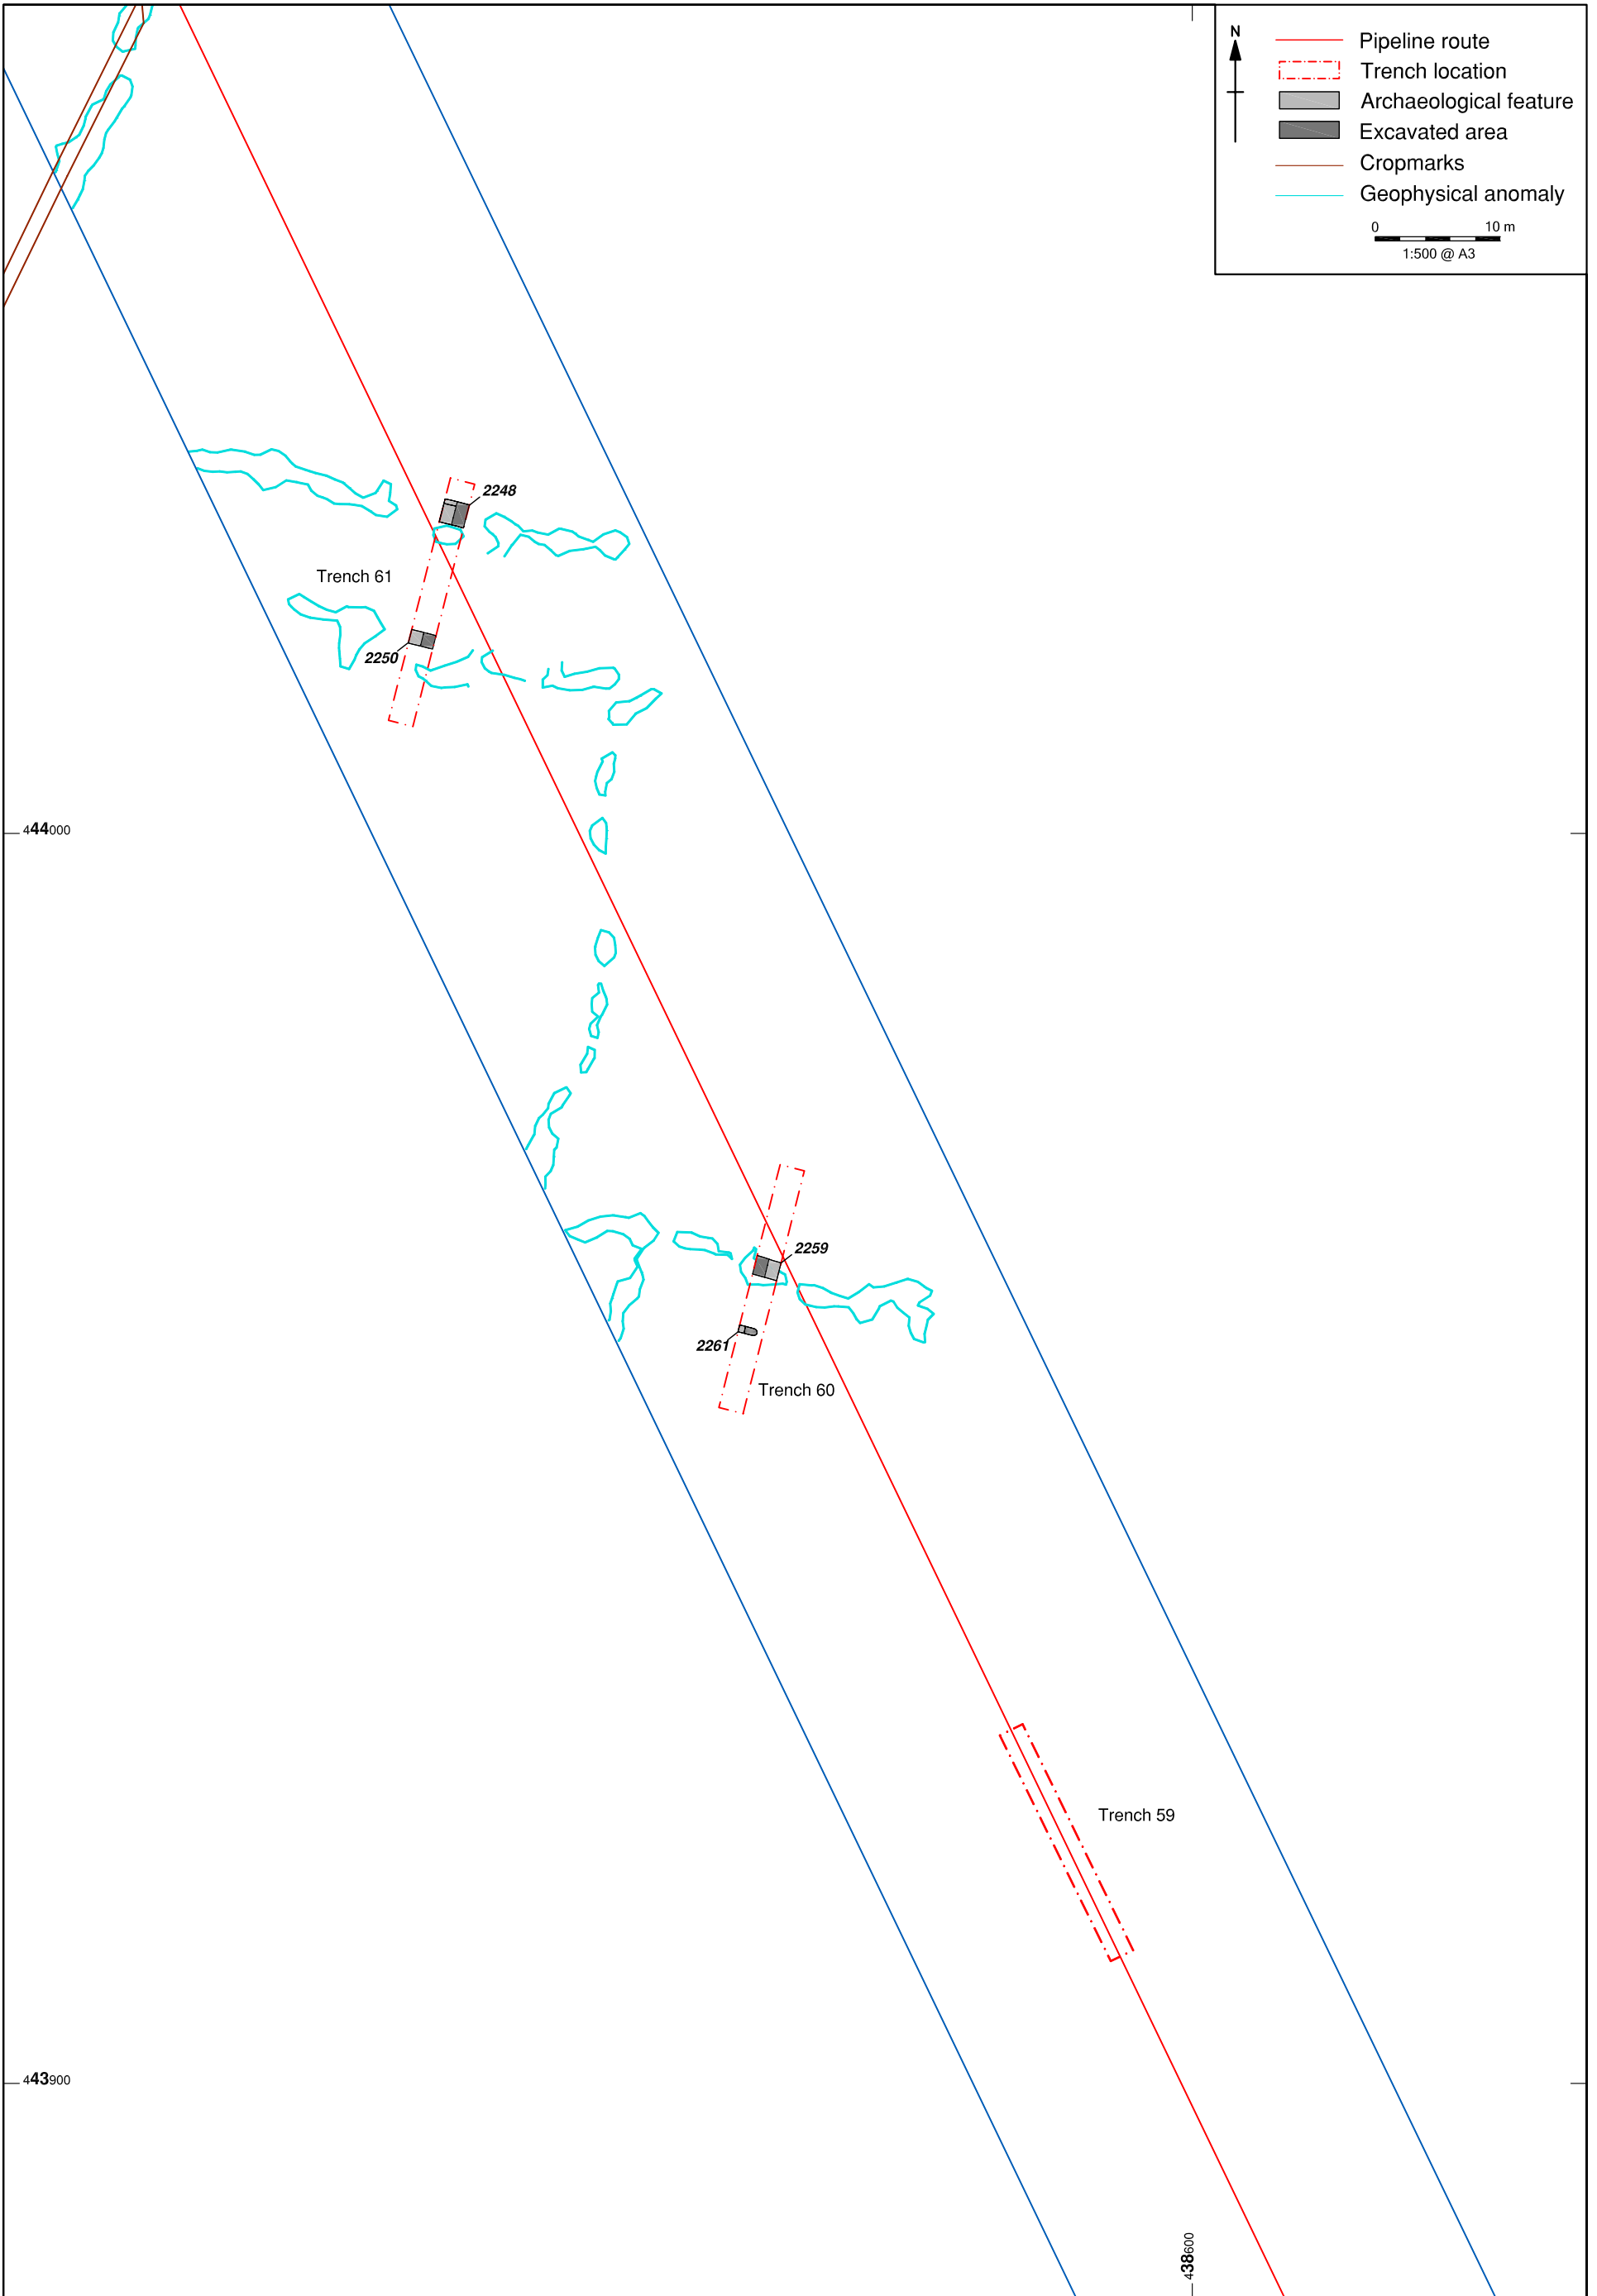 N
Pipeline route
Trench location
Archaeological feature
Excavated area
Cropmarks
Geophysical anomaly
0 10 m
1:500 @ A3
2248
Trench 61
2250
444000
2259
2261
Trench 60
Trench 59
443900
438600